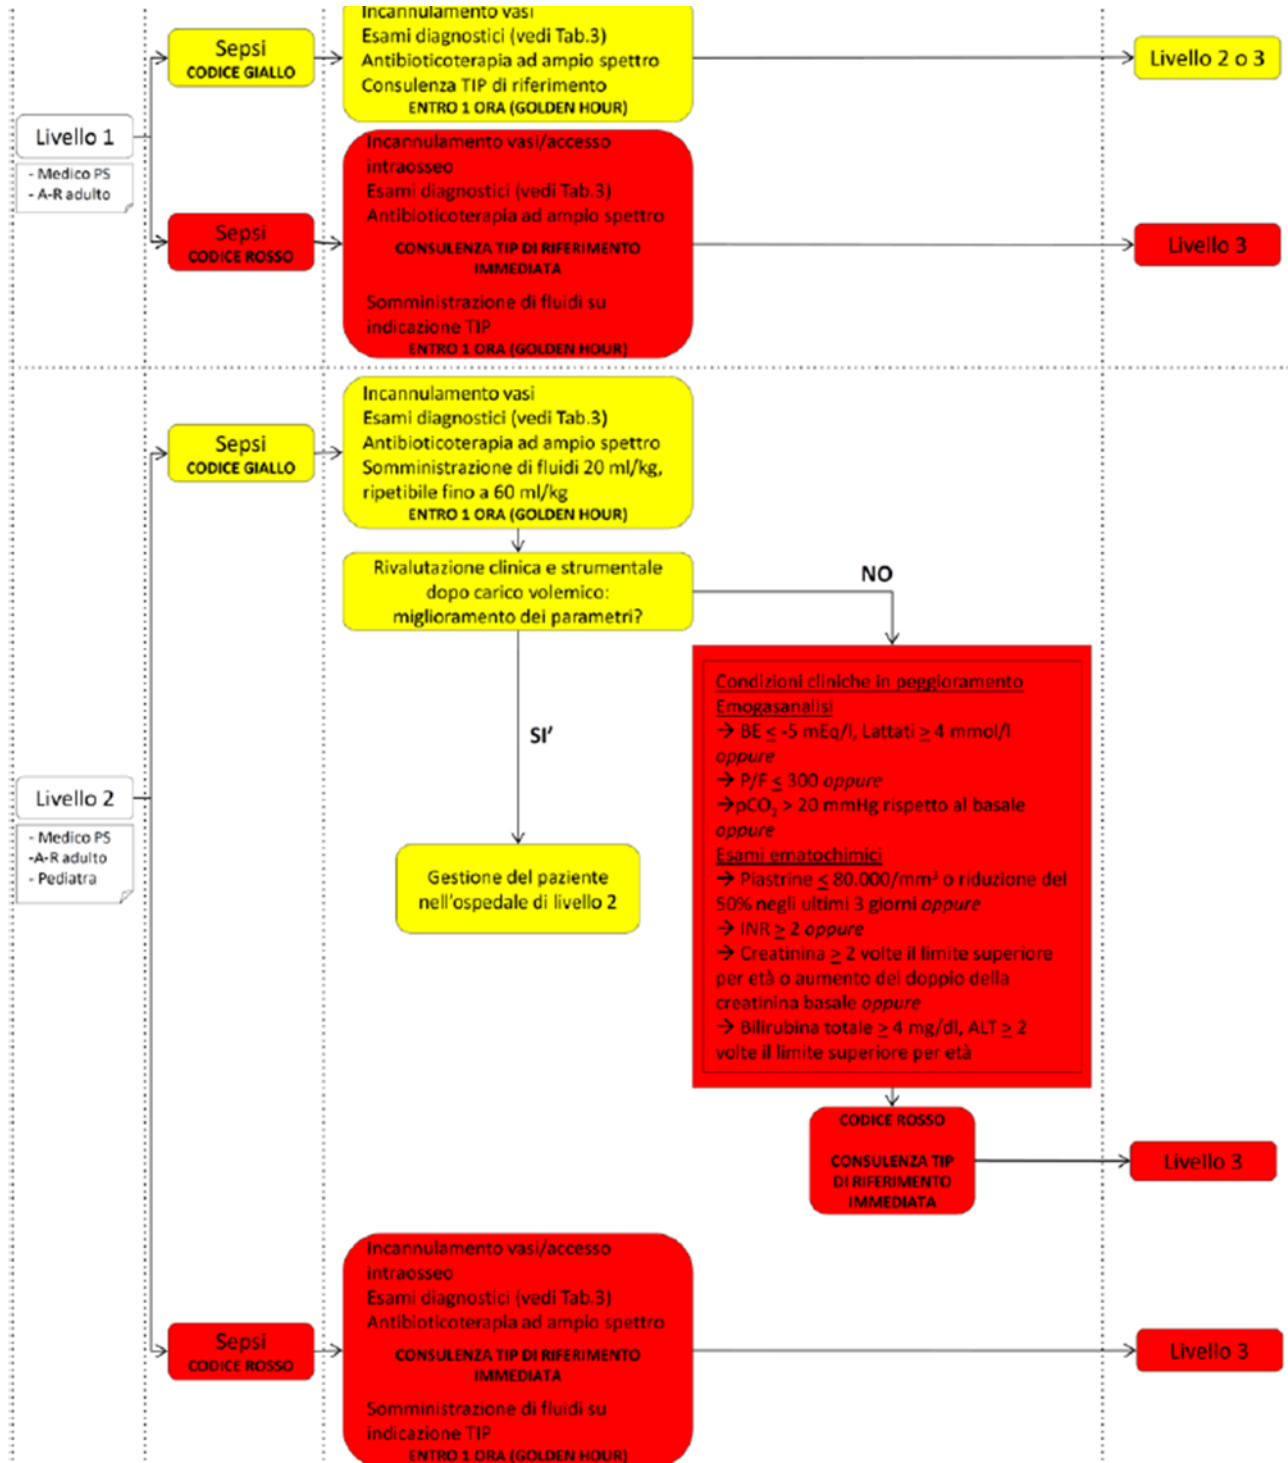 Incannulamento vasi
Esami diagnostici (vedi Tab.3)
Antibioticoterapia ad ampio spettro
Consulenza TIP di riferimento
ENTRO 1 ORA (GOLDEN HOUR)
Sepsi
CODICE GIALLO
Livello 2 o 3
Livello 1
- Medico PS
- A-R adulto
Sepsi
CODICE ROSSO
Incannulamento vasi/accesso
intraosseo
Esami diagnostici (vedi Tab.3)
Antibioticoterapia ad ampio spettro
CONSULENZA TIP DI RIFERIMENTO
IMMEDIATA
Somministrazione di fluidi su
indicazione TIP
ENTRO 1 ORA (GOLDEN HOUR)
Livello 3
Sepsi
CODICE GIALLO
Incannulamento vasi
Esami diagnostici (vedi Tab.3)
Antibioticoterapia ad ampio spettro
Somministrazione di fluidi 20 ml/kg,
ripetibile fino a 60 ml/kg
ENTRO 1 ORA (GOLDEN HOUR)
Rivalutazione clinica e strumentale
dopo carico volemico:
miglioramento dei parametri?
NO
SI’
Gestione del paziente
nell’ospedale di livello 2
Livello 2
- Medico PS
-A-R adulto
- Pediatra
Condizioni cliniche in peggioramento
Emogasanalisi
→ BE ≤ -5 mEq/l, Lattati ≥ 4 mmol/l
oppure
→ P/F ≤ 300 oppure
→pCO₂ > 20 mmHg rispetto al basale
oppure
Esami ematochimici
→ Piastrine ≤ 80.000/mm³ o riduzione del
50% negli ultimi 3 giorni oppure
→ INR ≥ 2 oppure
→ Creatinina ≥ 2 volte il limite superiore
per età o aumento del doppio della
creatinina basale oppure
→ Bilirubina totale ≥ 4 mg/dl, ALT ≥ 2
volte il limite superiore per età
CODICE ROSSO
CONSULENZA TIP
DI RIFERIMENTO
IMMEDIATA
Livello 3
Sepsi
CODICE ROSSO
Incannulamento vasi/accesso
intraosseo
Esami diagnostici (vedi Tab.3)
Antibioticoterapia ad ampio spettro
CONSULENZA TIP DI RIFERIMENTO
IMMEDIATA
Somministrazione di fluidi su
indicazione TIP
ENTRO 1 ORA (GOLDEN HOUR)
Livello 3